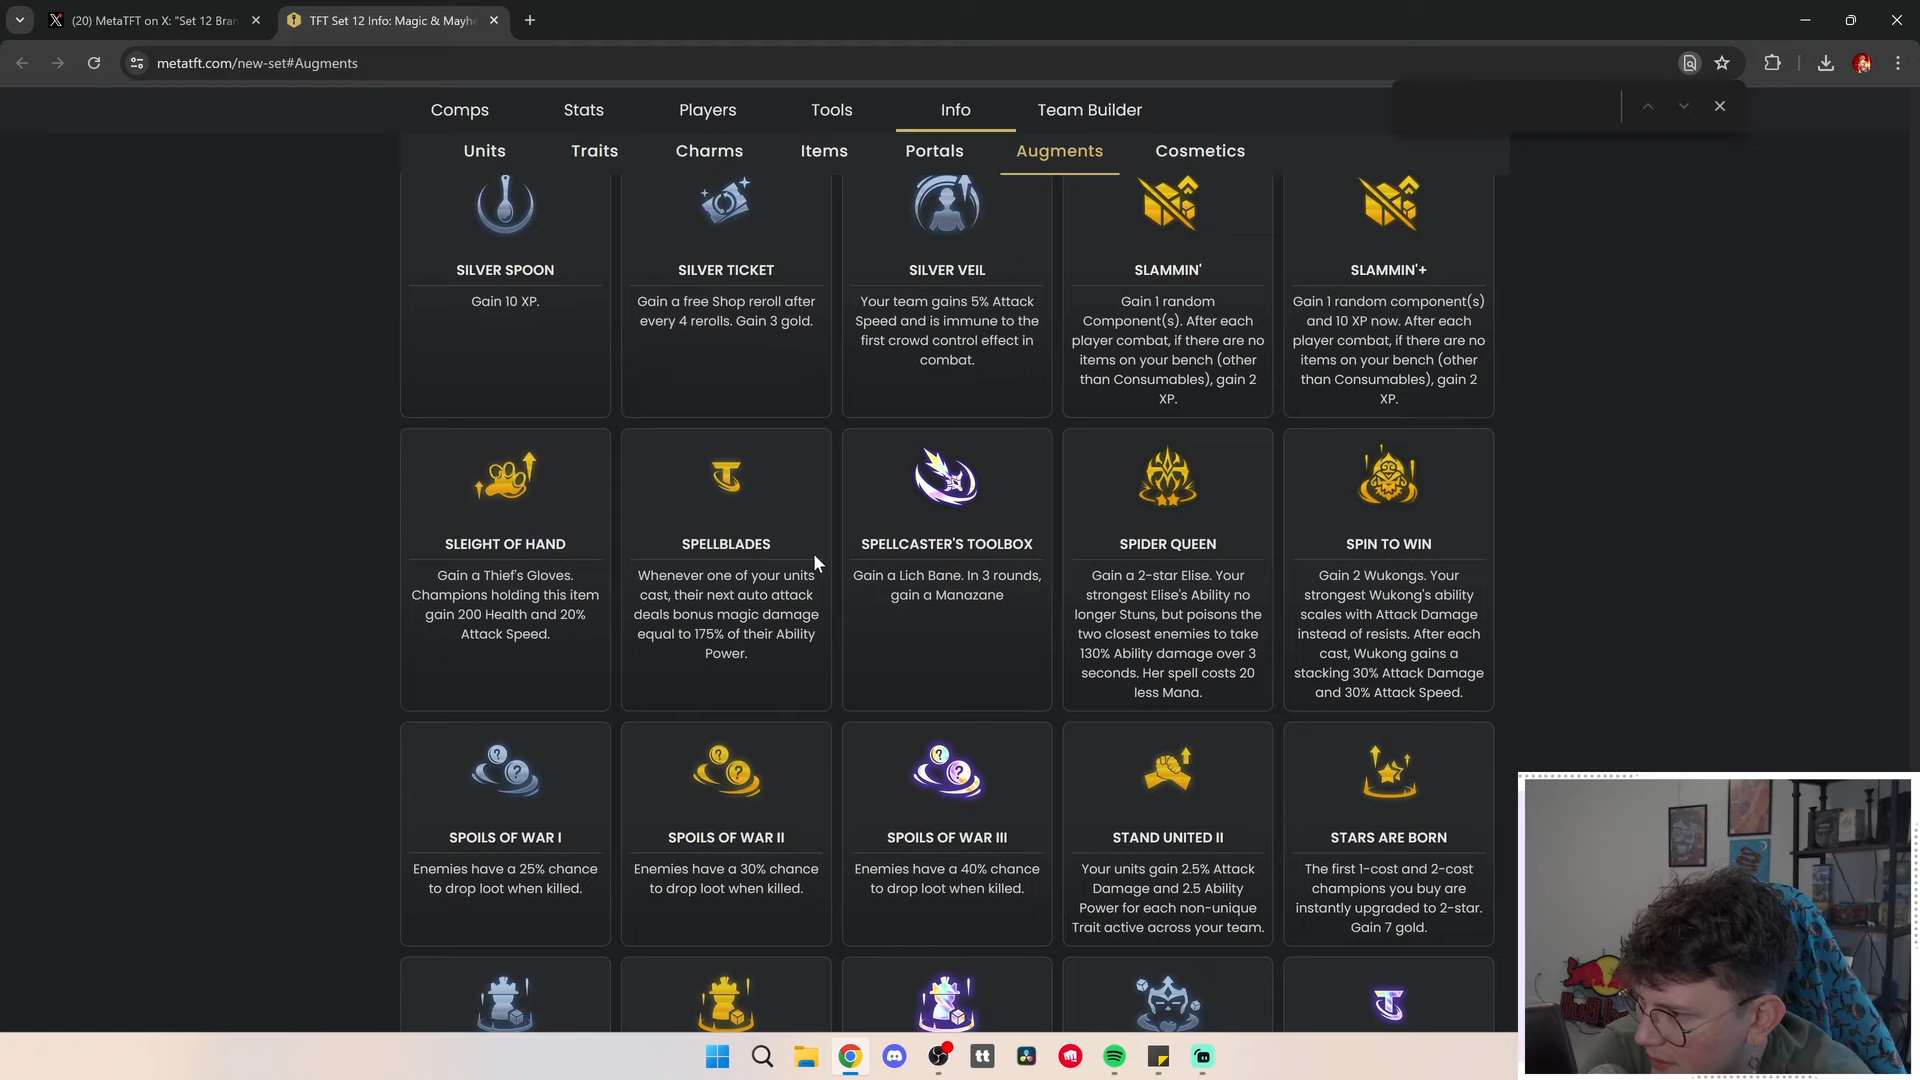 (20) MetaTFT on X: "Set 12 Bran
TFT Set 12 Info: Magic & Mayhe
metatft.com/new-set#Augments
Comps
Stats
Players
Tools
Info
Team Builder
Units
Traits
Charms
Items
Portals
Augments
Cosmetics
SILVER SPOON
Gain 10 XP.
SILVER TICKET
Gain a free Shop reroll after
every 4 rerolls. Gain 3 gold.
SILVER VEIL
Your team gains 5% Attack
Speed and is immune to the
first crowd control effect in
combat.
SLAMMIN'
Gain 1 random
Component(s). After each
player combat, if there are no
items on your bench (other
than Consumables), gain 2
XP.
SLAMMIN'+
Gain 1 random component(s)
and 10 XP now. After each
player combat, if there are no
items on your bench (other
than Consumables), gain 2
XP.
SLEIGHT OF HAND
Gain a Thief's Gloves.
Champions holding this item
gain 200 Health and 20%
Attack Speed.
SPELLBLADES
Whenever one of your units
cast, their next auto attack
deals bonus magic damage
equal to 175% of their Ability
Power.
SPELLCASTER'S TOOLBOX
Gain a Lich Bane. In 3 rounds,
gain a Manazane
SPIDER QUEEN
Gain a 2-star Elise. Your
strongest Elise's Ability no
longer Stuns, but poisons the
two closest enemies to take
130% Ability damage over 3
seconds. Her spell costs 20
less Mana.
SPIN TO WIN
Gain 2 Wukongs. Your
strongest Wukong's ability
scales with Attack Damage
instead of resists. After each
cast, Wukong gains a
stacking 30% Attack Damage
and 30% Attack Speed.
SPOILS OF WAR I
Enemies have a 25% chance
to drop loot when killed.
SPOILS OF WAR II
Enemies have a 30% chance
to drop loot when killed.
SPOILS OF WAR III
Enemies have a 40% chance
to drop loot when killed.
STAND UNITED II
Your units gain 2.5% Attack
Damage and 2.5 Ability
Power for each non-unique
Trait active across your team.
STARS ARE BORN
The first 1-cost and 2-cost
champions you buy are
instantly upgraded to 2-star.
Gain 7 gold.
tt
Red Bull